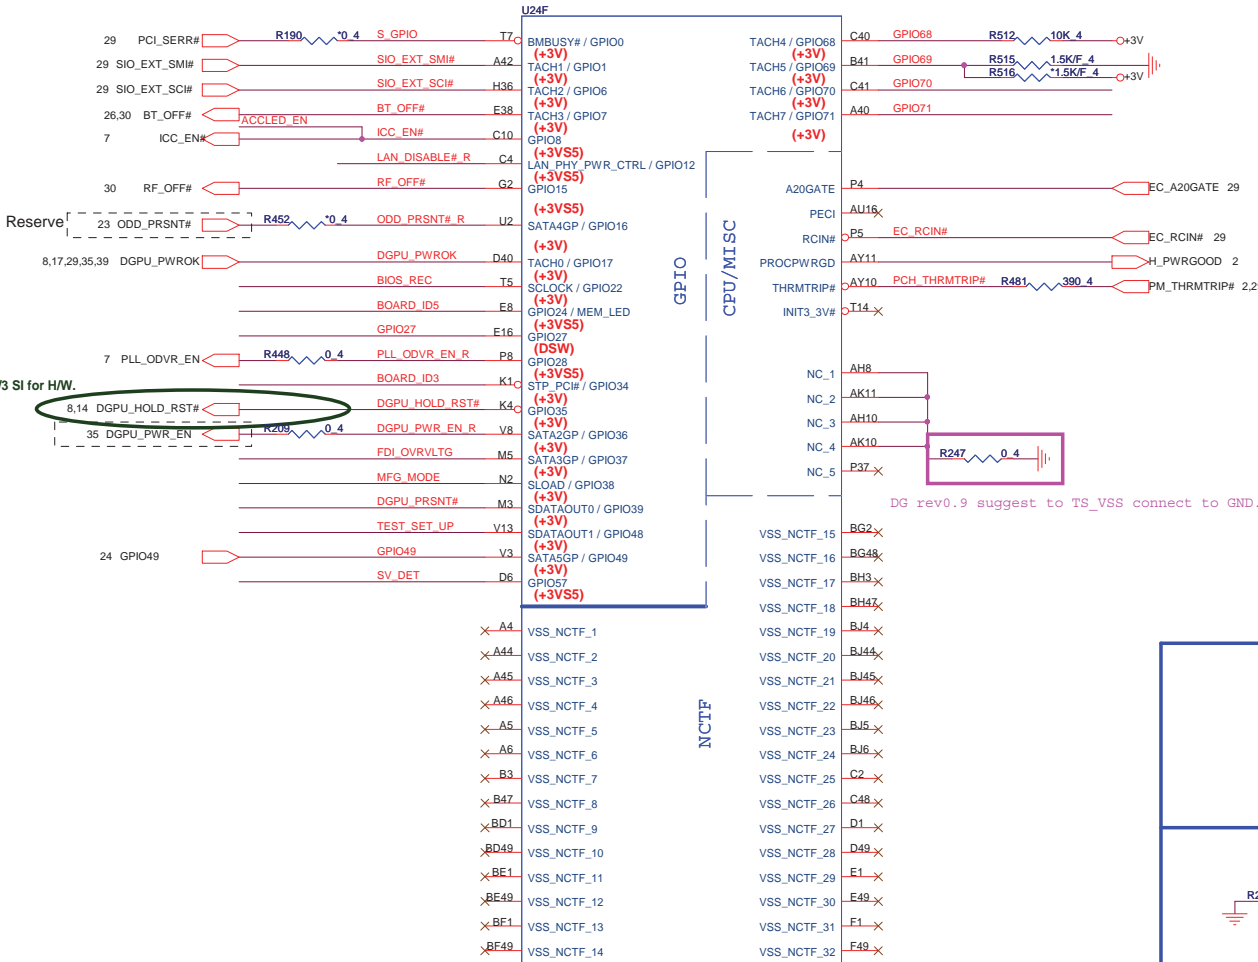 U24F
29 PCI_SERR# R190 *0_4 S_GPIO T7 BMBUSY# / GPIO0 TACH4 / GPIO68 C40 GPIO68 R512 10K_4 +3V
(+3V) (+3V)
29 SIO_EXT_SMI# SIO_EXT_SMI# A42 TACH1 / GPIO1 TACH5 / GPIO69 B41 GPIO69 R515 1.5K/F_4
(+3V) (+3V) R516 *1.5K/F_4 +3V
29 SIO_EXT_SCI# SIO_EXT_SCI# H36 TACH2 / GPIO6 TACH6 / GPIO70 C41 GPIO70
(+3V) (+3V)
26,30 BT_OFF# BT_OFF# E38 TACH3 / GPIO7 TACH7 / GPIO71 A40 GPIO71
ACCLED_EN (+3V) (+3V)
7 ICC_EN# ICC_EN# C10 GPIO8
(+3VS5)
LAN_DISABLE#_R C4 LAN_PHY_PWR_CTRL / GPIO12
(+3VS5)
30 RF_OFF# RF_OFF# G2 GPIO15 A20GATE P4 EC_A20GATE 29
(+3VS5) PECI AU16
Reserve 23 ODD_PRSNT# R452 *0_4 ODD_PRSNT#_R U2 SATA4GP / GPIO16
(+3V) RCIN# P5 EC_RCIN# EC_RCIN# 29
8,17,29,35,39 DGPU_PWROK DGPU_PWROK D40 TACH0 / GPIO17 PROCPWRGD AY11 H_PWRGOOD 2
(+3V)
BIOS_REC T5 SCLOCK / GPIO22 THRMTRIP# AY10 PCH_THRMTRIP# R481 390_4 PM_THRMTRIP# 2,2
(+3V)
BOARD_ID5 E8 GPIO24 / MEM_LED INIT3_3V# T14
(+3VS5)
GPIO27 E16 GPIO27
(DSW)
7 PLL_ODVR_EN R448 0_4 PLL_ODVR_EN_R P8 GPIO28
(+3VS5)
GPIO
CPU/MISC
/3 SI for H/W.
BOARD_ID3 K1 STP_PCI# / GPIO34 NC_1 AH8
(+3V)
8,14 DGPU_HOLD_RST# DGPU_HOLD_RST# K4 GPIO35 NC_2 AK11
(+3V) NC_3 AH10
35 DGPU_PWR_EN R209 0_4 DGPU_PWR_EN_R V8 SATA2GP / GPIO36 NC_4 AK10
(+3V)
FDI_OVRVLTG M5 SATA3GP / GPIO37 R247 0_4
(+3V) NC_5 P37
MFG_MODE N2 SLOAD / GPIO38
(+3V)
DGPU_PRSNT# M3 SDATAOUT0 / GPIO39 DG rev0.9 suggest to TS_VSS connect to GND.
(+3V)
TEST_SET_UP V13 SDATAOUT1 / GPIO48 VSS_NCTF_15 BG2
(+3V)
24 GPIO49 GPIO49 V3 SATA5GP / GPIO49 VSS_NCTF_16 BG48
(+3V)
SV_DET D6 GPIO57 VSS_NCTF_17 BH3
(+3VS5)
VSS_NCTF_18 BH47
A4 VSS_NCTF_1 VSS_NCTF_19 BJ4
A44 VSS_NCTF_2 VSS_NCTF_20 BJ44
A45 VSS_NCTF_3 VSS_NCTF_21 BJ45
A46 VSS_NCTF_4 VSS_NCTF_22 BJ46
NCTF
A5 VSS_NCTF_5 VSS_NCTF_23 BJ5
A6 VSS_NCTF_6 VSS_NCTF_24 BJ6
B3 VSS_NCTF_7 VSS_NCTF_25 C2
B47 VSS_NCTF_8 VSS_NCTF_26 C48
BD1 VSS_NCTF_9 VSS_NCTF_27 D1
BD49 VSS_NCTF_10 VSS_NCTF_28 D49
BE1 VSS_NCTF_11 VSS_NCTF_29 E1
BE49 VSS_NCTF_12 VSS_NCTF_30 E49 R2
BF1 VSS_NCTF_13 VSS_NCTF_31 F1
BF49 VSS_NCTF_14 VSS_NCTF_32 F49